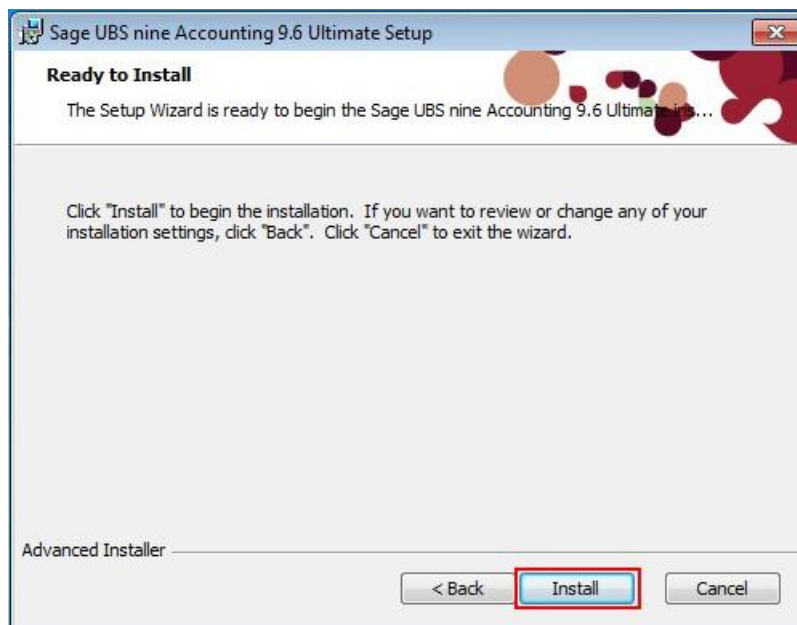 Sage UBS nine Accounting 9.6 Ultimate Setup
Ready to Install
The Setup Wizard is ready to begin the Sage UBS nine Accounting 9.6 Ultimate ins...
Click "Install" to begin the installation. If you want to review or change any of your
installation settings, click "Back". Click "Cancel" to exit the wizard.
Advanced Installer
< Back Install Cancel